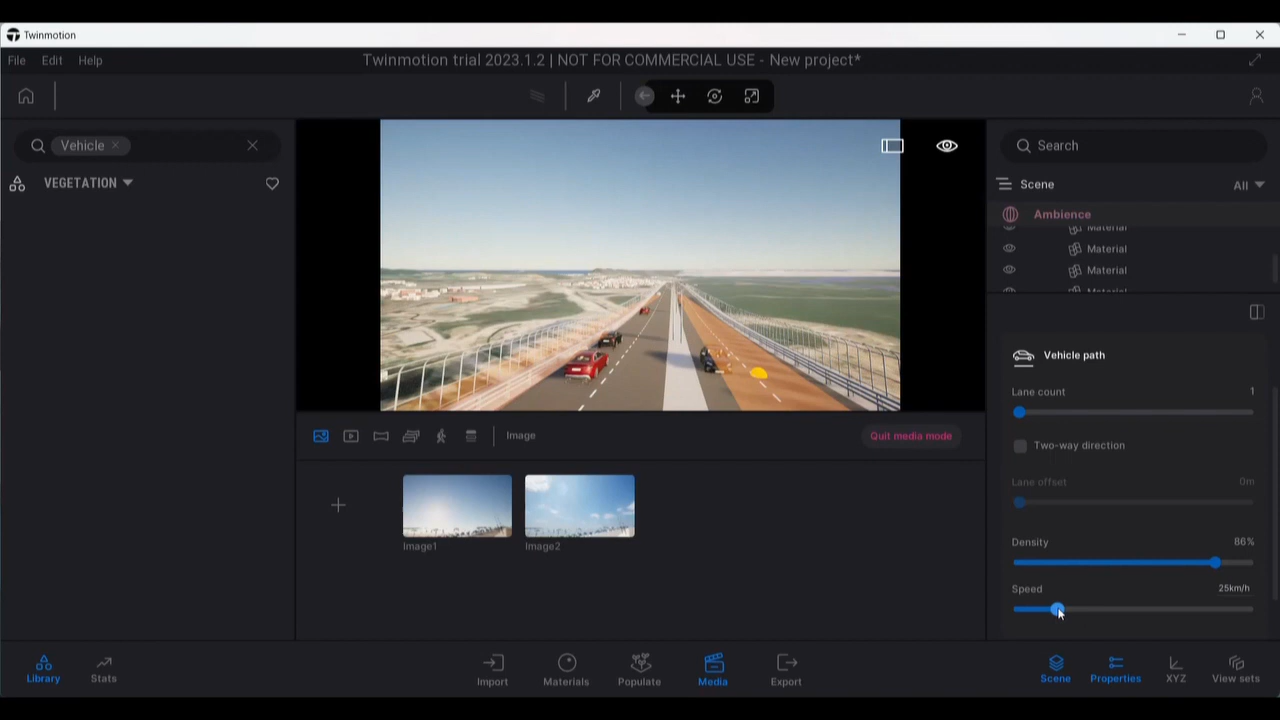 Twinmotion
File Edit Help
Twinmotion trial 2023.1.2 | NOT FOR COMMERCIAL USE - New project*
Vehicle
VEGETATION
Search
Scene
All
Ambience
Material
Material
Material
Material
Vehicle path
Lane count 1
Two-way direction
Lane offset 0m
Density 86%
Speed 25km/h
Image
Quit media mode
Image1
Image2
Library
Stats
Import
Materials
Populate
Media
Export
Scene
Properties
XYZ
View sets